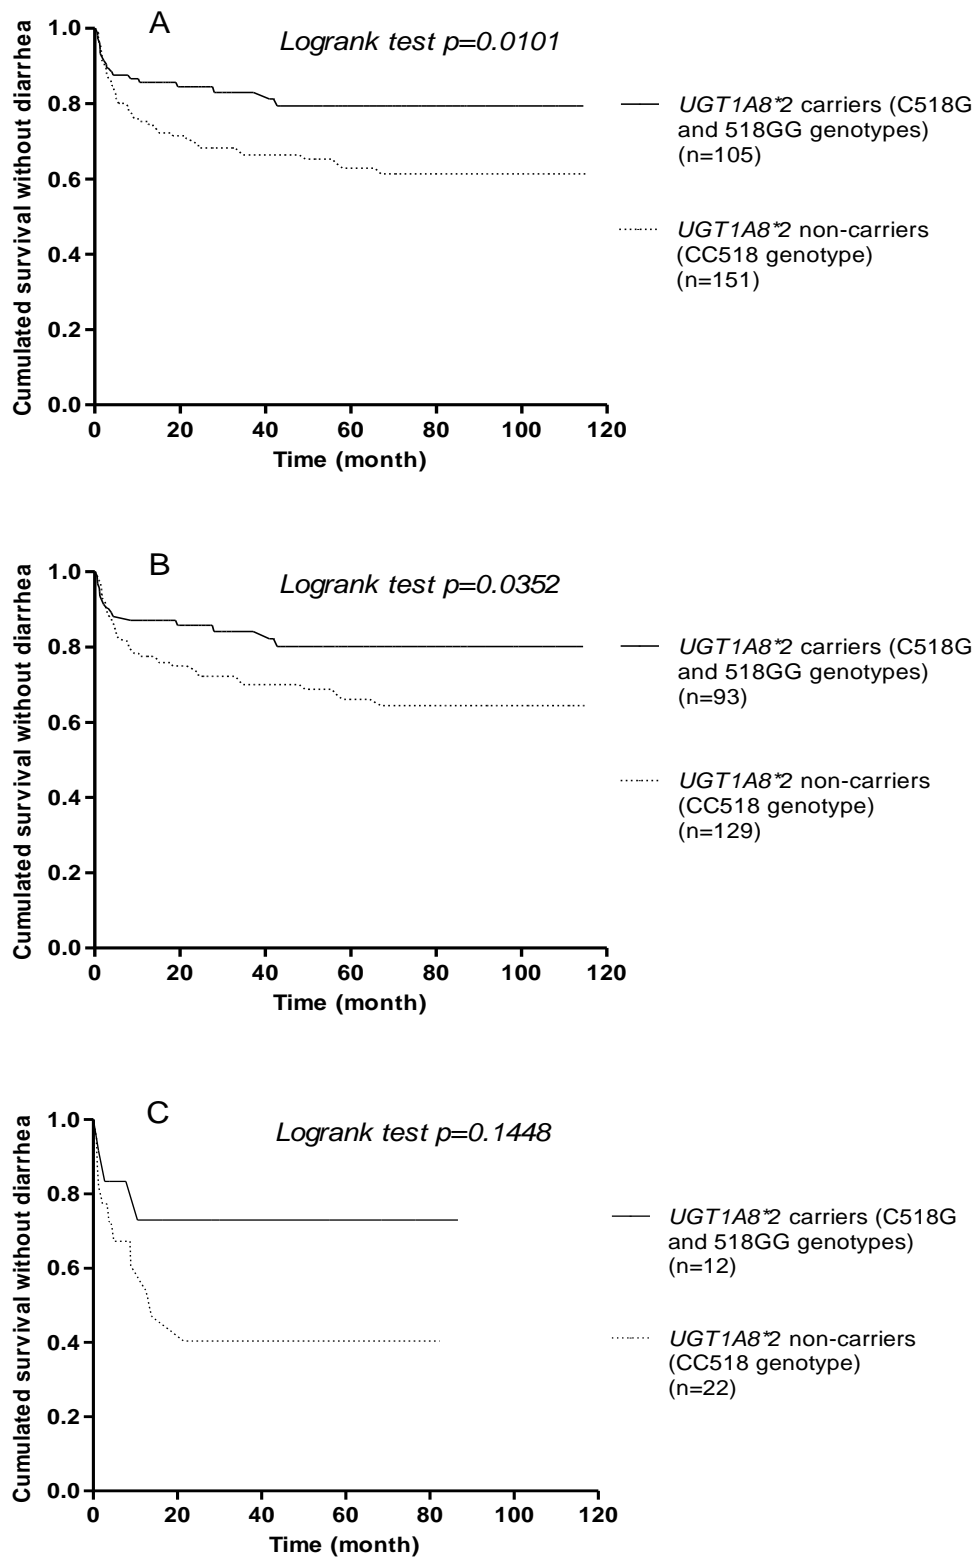 A
Logrank test p=0.0101
Cumulated survival without diarrhea
1.0
0.8
0.6
0.4
0.2
0.0
0 20 40 60 80 100 120
Time (month)
UGT1A8*2 carriers (C518G
and 518GG genotypes)
(n=105)
UGT1A8*2 non-carriers
(CC518 genotype)
(n=151)
B
Logrank test p=0.0352
Cumulated survival without diarrhea
1.0
0.8
0.6
0.4
0.2
0.0
0 20 40 60 80 100 120
Time (month)
UGT1A8*2 carriers (C518G
and 518GG genotypes)
(n=93)
UGT1A8*2 non-carriers
(CC518 genotype)
(n=129)
C
Logrank test p=0.1448
Cumulated survival without diarrhea
1.0
0.8
0.6
0.4
0.2
0.0
0 20 40 60 80 100 120
Time (month)
UGT1A8*2 carriers (C518G
and 518GG genotypes)
(n=12)
UGT1A8*2 non-carriers
(CC518 genotype)
(n=22)